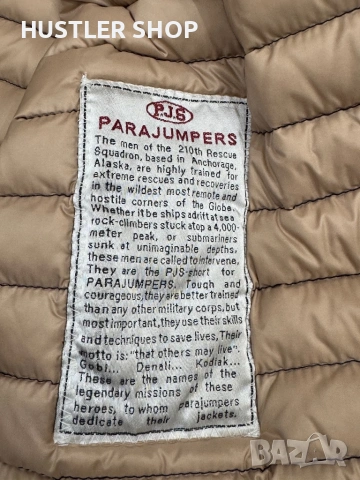 HUSTLER SHOP
P.J.S
PARAJUMPERS
The men of the 210th Rescue
Squadron, based in Anchorage,
Alaska, are highly trained for
extreme rescues and recoveries
in the wildest most remote and
hostile corners of the Globe.
Whether it be ships adrift at sea
rock-climbers stuck atop a 4,000-
meter peak, or submariners
sunk at unimaginable depths,
these men are called to intervene.
They are the PJS-short for
PARAJUMPERS. Tough and
courageous, they are better trained
than any other military corps, but
most important, they use their skills
and techniques to save lives, Their
motto is: "that others may live".
Gobi... Denali... Kodiak...
These are the names of the
legendary missions of these
heroes, to whom parajumpers
dedicate their jackets.
BAZAR
bg